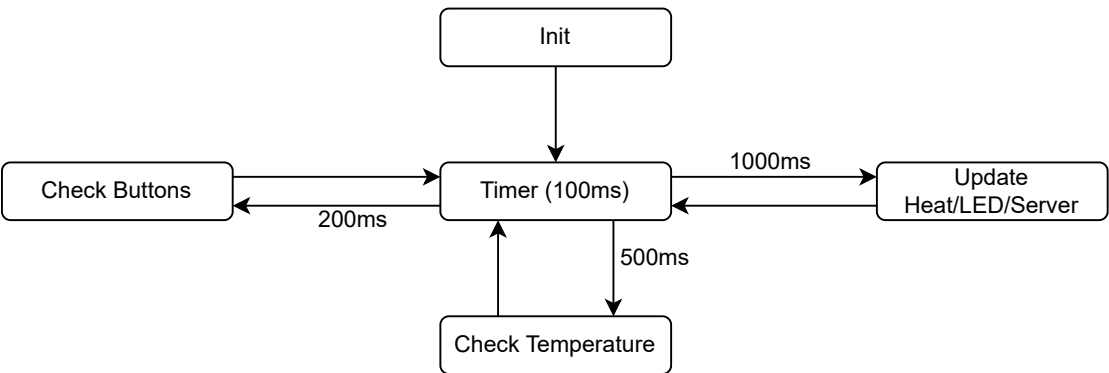 Init
1000ms
Check Buttons
Timer (100ms)
Update
Heat/LED/Server
200ms
500ms
Check Temperature